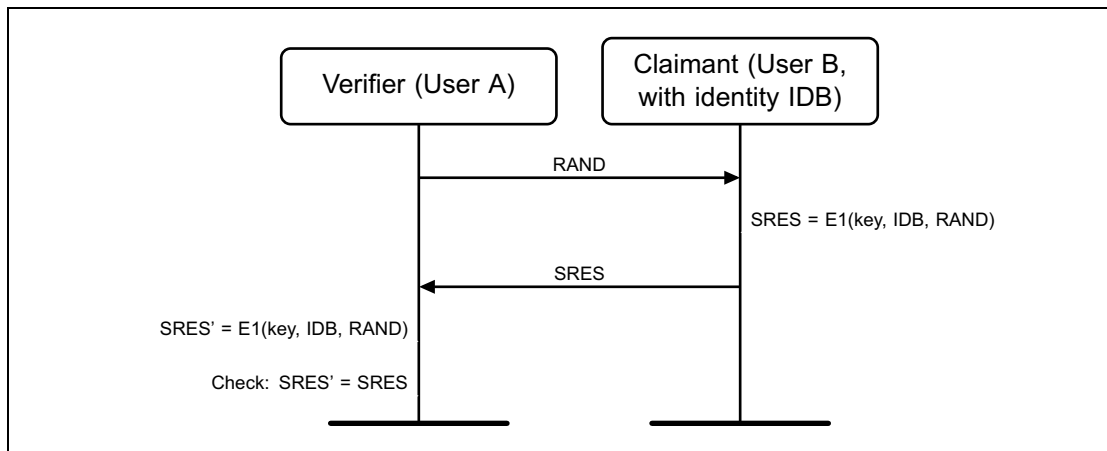 Verifier (User A)
Claimant (User B,
with identity IDB)
RAND
SRES = E1(key, IDB, RAND)
SRES
SRES’ = E1(key, IDB, RAND)
Check: SRES’ = SRES